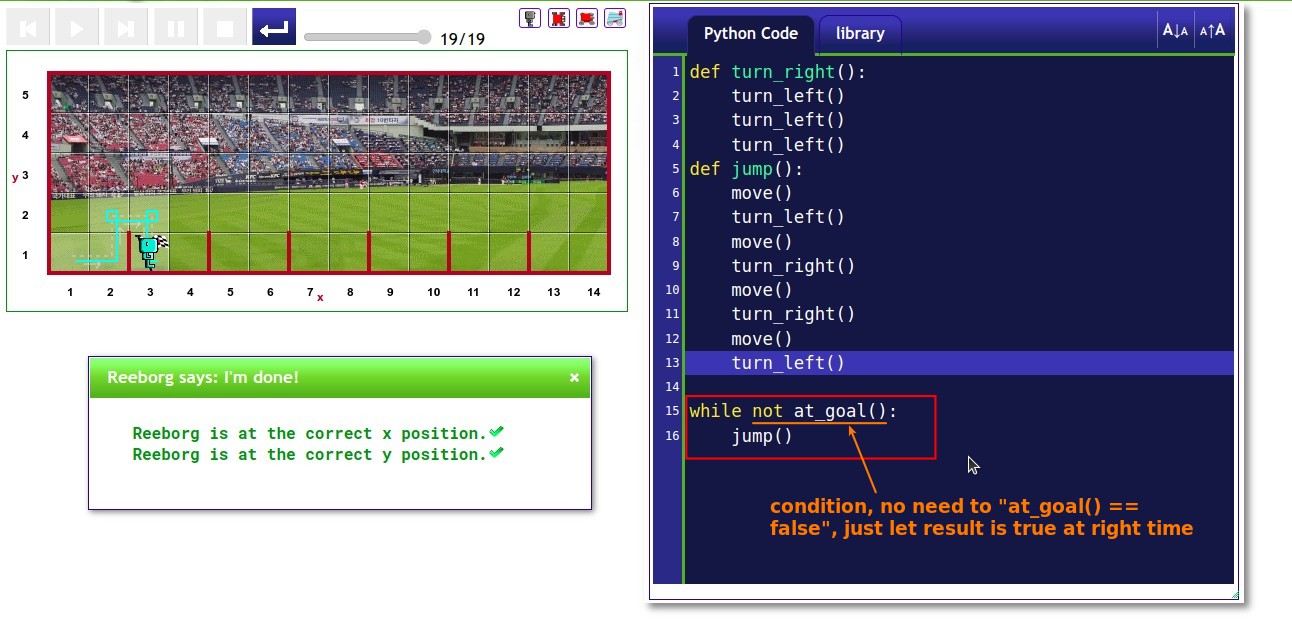 19/19
5
4
y 3
2
1
1 2 3 4 5 6 7 x 8 9 10 11 12 13 14
Reeborg says: I'm done! ×
Reeborg is at the correct x position.
Reeborg is at the correct y position.
Python Code library A↓A A↑A
1 def turn_right():
2 turn_left()
3 turn_left()
4 turn_left()
5 def jump():
6 move()
7 turn_left()
8 move()
9 turn_right()
10 move()
11 turn_right()
12 move()
13 turn_left()
14
15 while not at_goal():
16 jump()
condition, no need to "at_goal() ==
false", just let result is true at right time